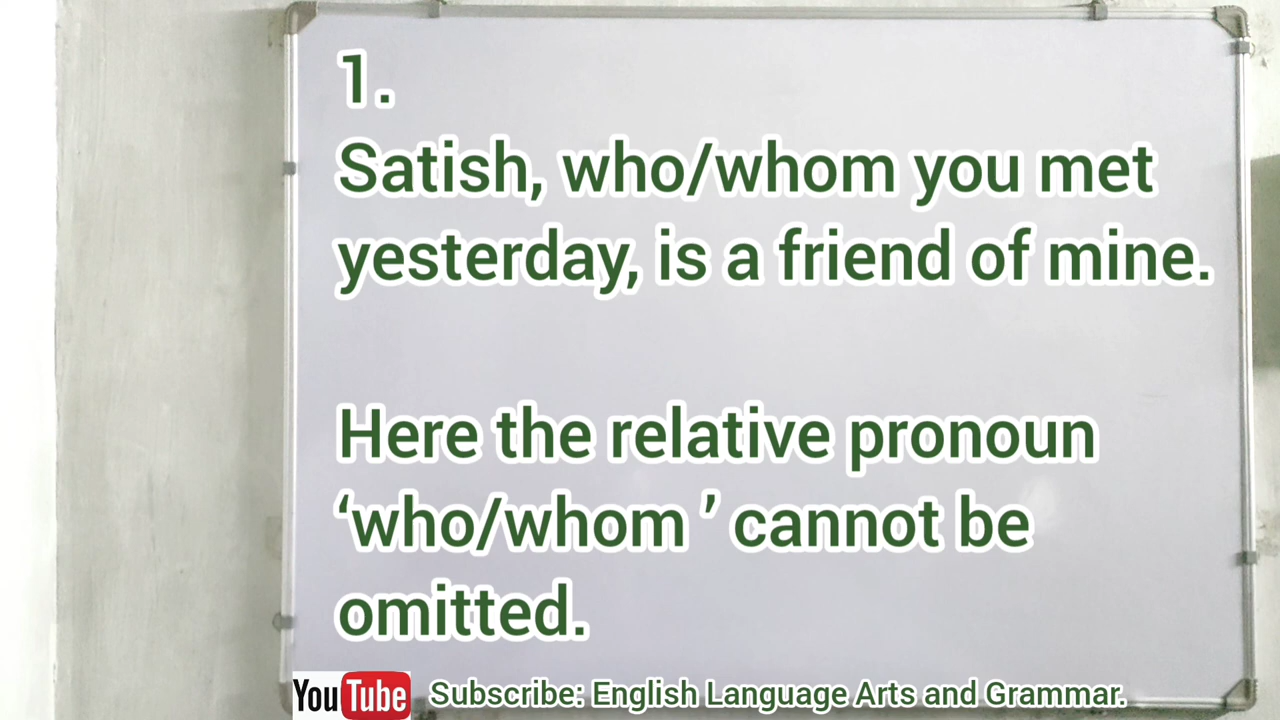 1.
Satish, who/whom you met
yesterday, is a friend of mine.
Here the relative pronoun
‘who/whom ’ cannot be
omitted.
YouTube Subscribe: English Language Arts and Grammar.